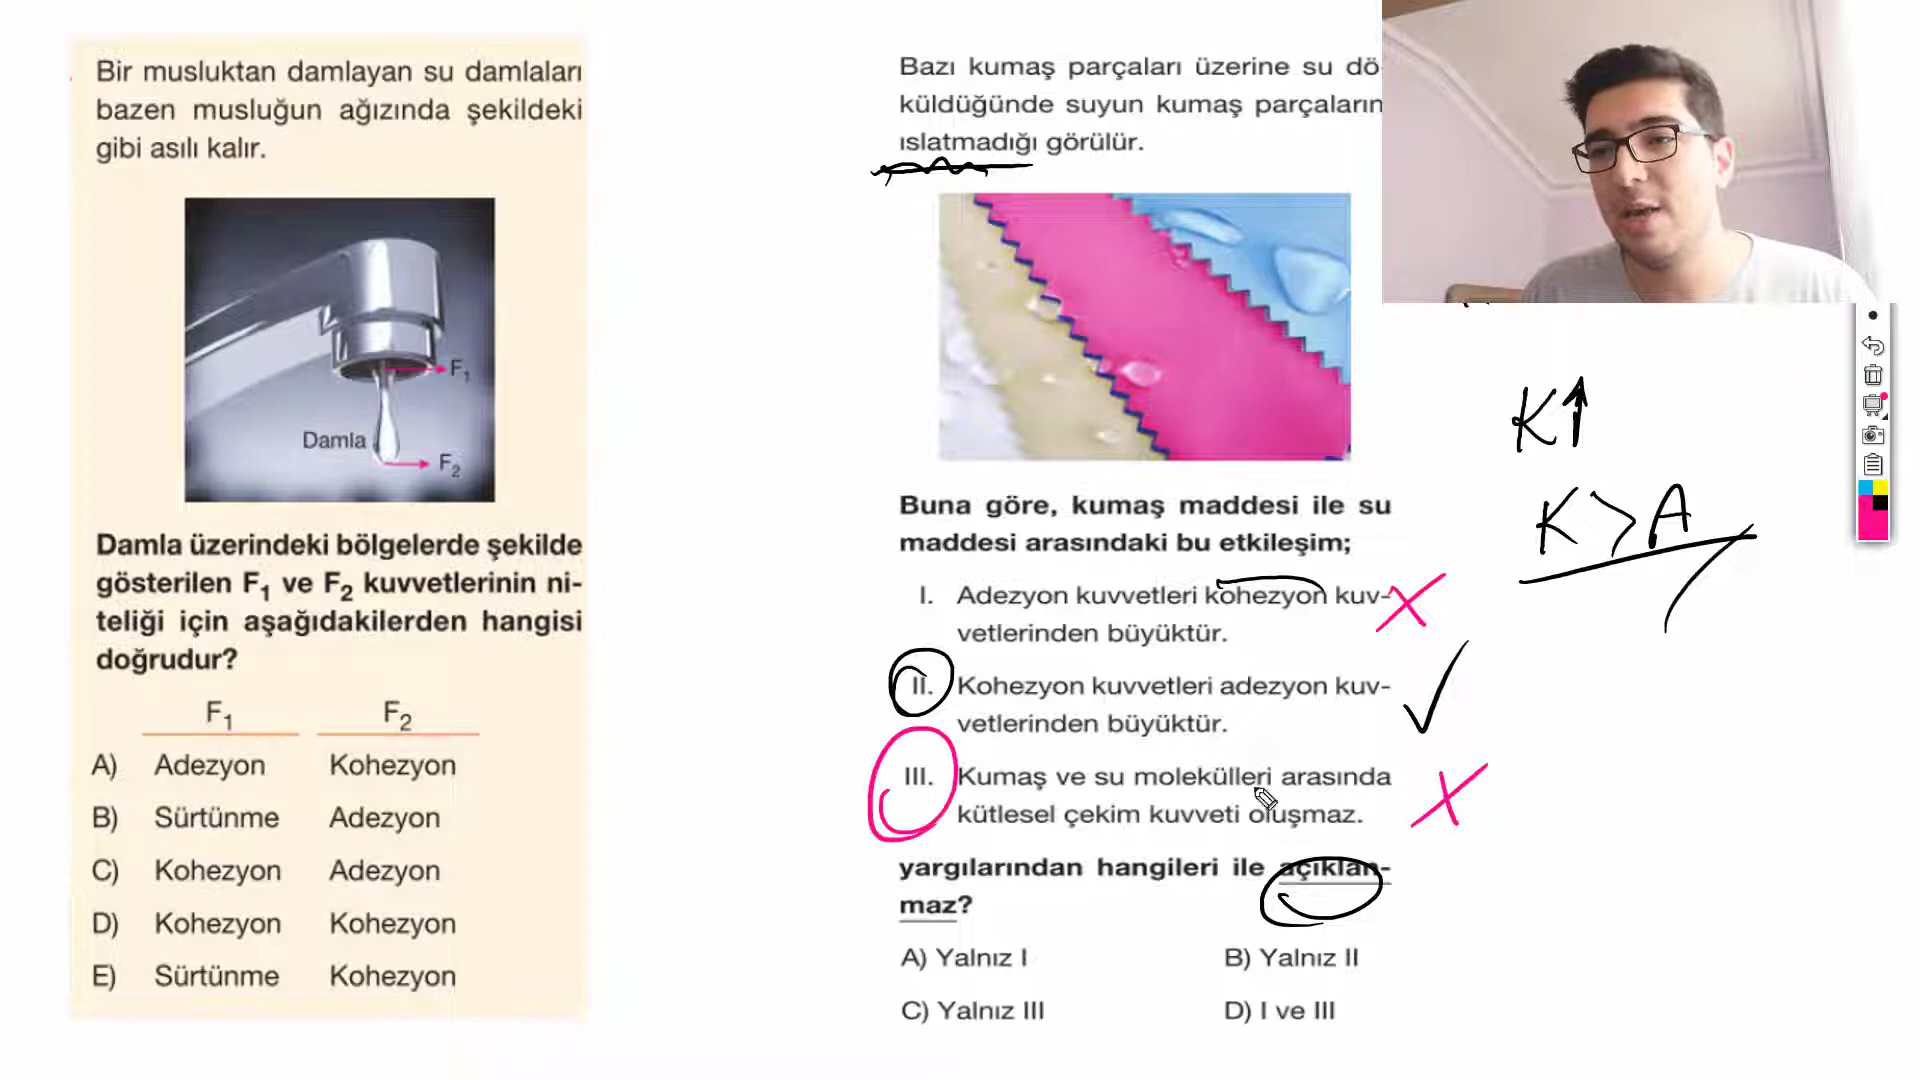 Bir musluktan damlayan su damlaları
bazen musluğun ağızında şekildeki
gibi asılı kalır.
F1
Damla
F2
Damla üzerindeki bölgelerde şekilde
gösterilen F1 ve F2 kuvvetlerinin ni-
teliği için aşağıdakilerden hangisi
doğrudur?
F1 F2
A) Adezyon Kohezyon
B) Sürtünme Adezyon
C) Kohezyon Adezyon
D) Kohezyon Kohezyon
E) Sürtünme Kohezyon
Bazı kumaş parçaları üzerine su dö-
küldüğünde suyun kumaş parçaların
ıslatmadığı görülür.
Buna göre, kumaş maddesi ile su
maddesi arasındaki bu etkileşim;
I. Adezyon kuvvetleri kohezyon kuv-
vetlerinden büyüktür.
II. Kohezyon kuvvetleri adezyon kuv-
vetlerinden büyüktür.
III. Kumaş ve su molekülleri arasında
kütlesel çekim kuvveti oluşmaz.
yargılarından hangileri ile açıklan-
maz?
A) Yalnız I B) Yalnız II
C) Yalnız III D) I ve III
K↑
K > A